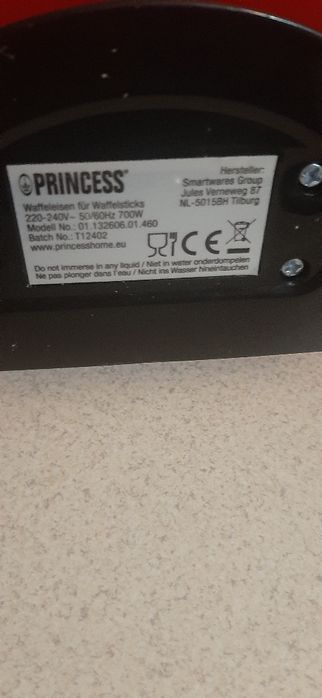 PRINCESS®
Waffeleisen für Waffelsticks
220-240V~ 50/60Hz 700W
Modell No.: 01.132606.01.460
Batch No.: T12402
www.princesshome.eu
Hersteller:
Smartwares Group
Jules Verneweg 87
NL-5015BH Tilburg
CE
Do not immerse in any liquid / Niet in water onderdompelen
Ne pas plonger dans l'eau / Nicht ins Wasser hineintauchen